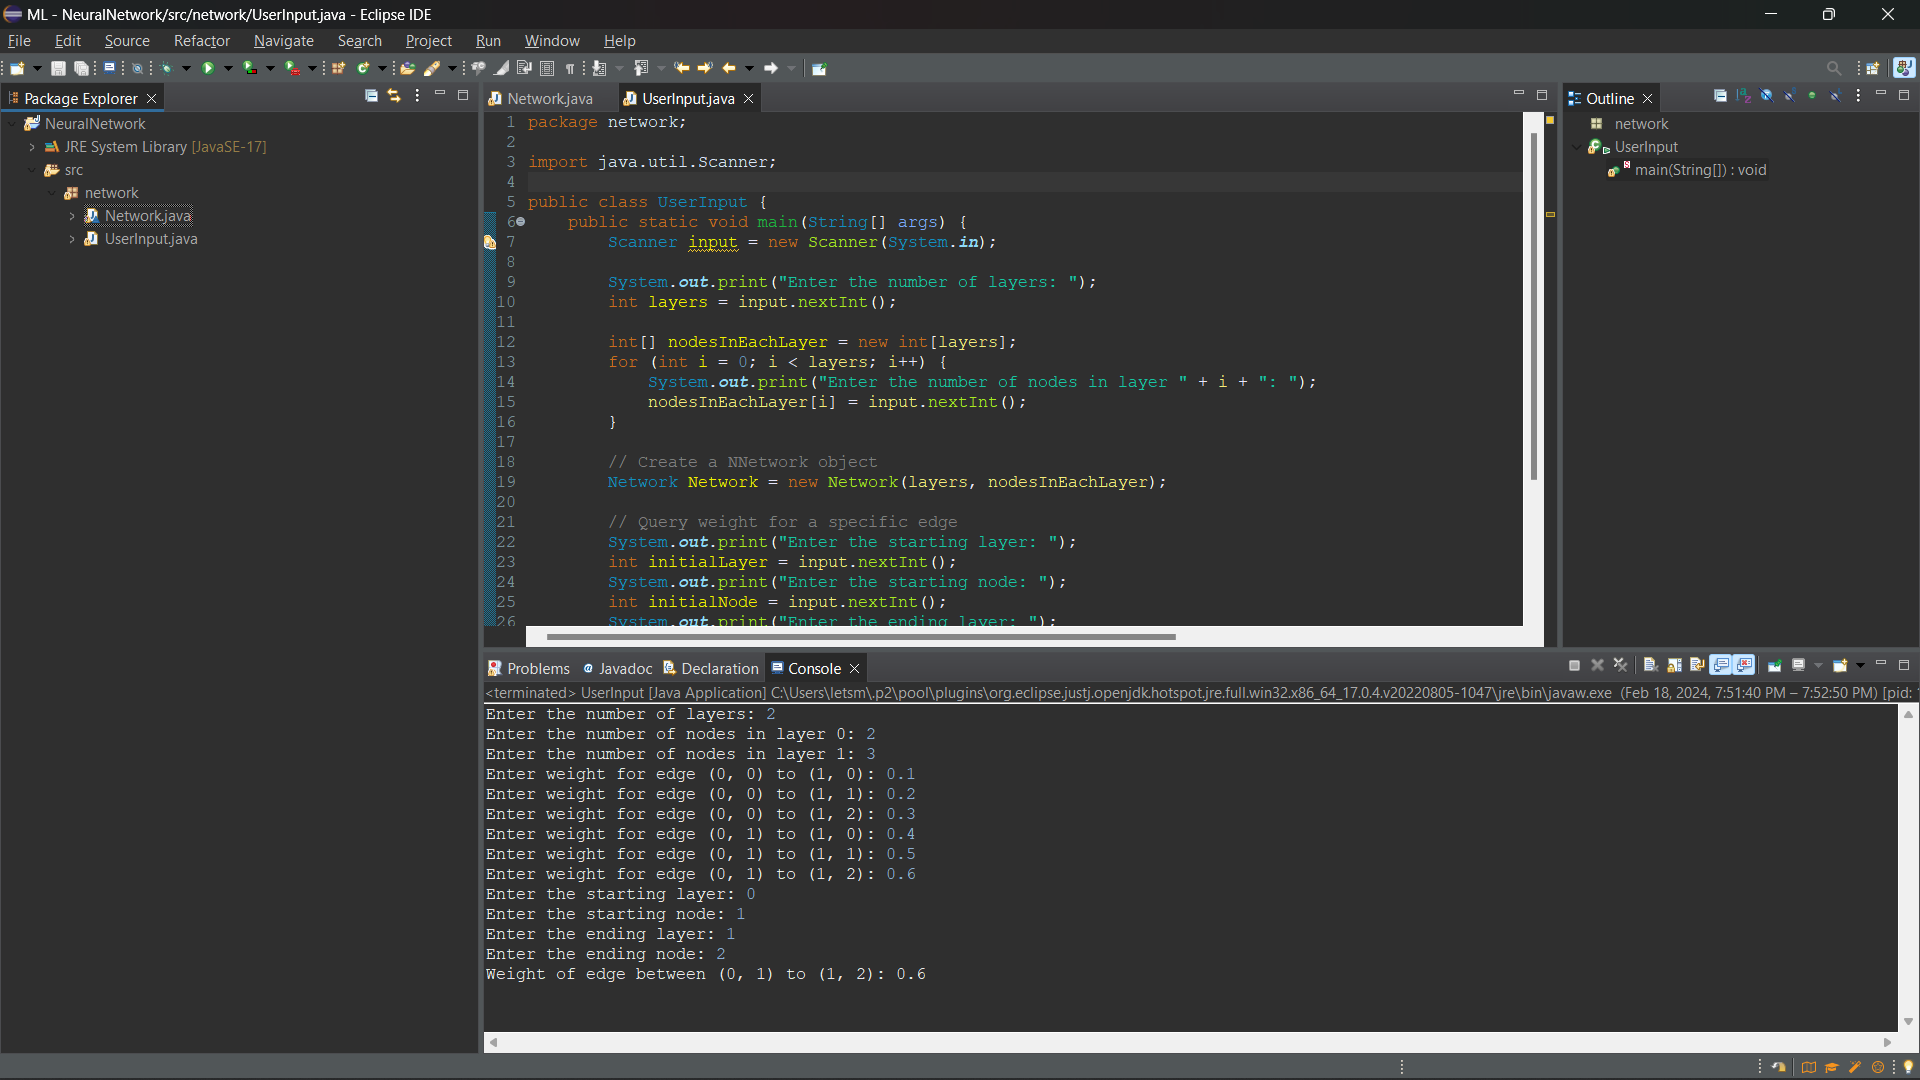 ML - NeuralNetwork/src/network/UserInput.java - Eclipse IDE
File Edit Source Refactor Navigate Search Project Run Window Help
Package Explorer
NeuralNetwork
JRE System Library [JavaSE-17]
src
network
Network.java
UserInput.java
Network.java UserInput.java
1 package network;
2
3 import java.util.Scanner;
4
5 public class UserInput {
6 public static void main(String[] args) {
7 Scanner input = new Scanner(System.in);
8
9 System.out.print("Enter the number of layers: ");
10 int layers = input.nextInt();
11
12 int[] nodesInEachLayer = new int[layers];
13 for (int i = 0; i < layers; i++) {
14 System.out.print("Enter the number of nodes in layer " + i + ": ");
15 nodesInEachLayer[i] = input.nextInt();
16 }
17
18 // Create a NNetwork object
19 Network Network = new Network(layers, nodesInEachLayer);
20
21 // Query weight for a specific edge
22 System.out.print("Enter the starting layer: ");
23 int initialLayer = input.nextInt();
24 System.out.print("Enter the starting node: ");
25 int initialNode = input.nextInt();
26 System.out.print("Enter the ending layer: ");
Outline
network
UserInput
main(String[]) : void
Problems @ Javadoc Declaration Console
<terminated> UserInput [Java Application] C:\Users\letsm\.p2\pool\plugins\org.eclipse.justj.openjdk.hotspot.jre.full.win32.x86_64_17.0.4.v20220805-1047\jre\bin\javaw.exe (Feb 18, 2024, 7:51:40 PM – 7:52:50 PM) [pid:
Enter the number of layers: 2
Enter the number of nodes in layer 0: 2
Enter the number of nodes in layer 1: 3
Enter weight for edge (0, 0) to (1, 0): 0.1
Enter weight for edge (0, 0) to (1, 1): 0.2
Enter weight for edge (0, 0) to (1, 2): 0.3
Enter weight for edge (0, 1) to (1, 0): 0.4
Enter weight for edge (0, 1) to (1, 1): 0.5
Enter weight for edge (0, 1) to (1, 2): 0.6
Enter the starting layer: 0
Enter the starting node: 1
Enter the ending layer: 1
Enter the ending node: 2
Weight of edge between (0, 1) to (1, 2): 0.6